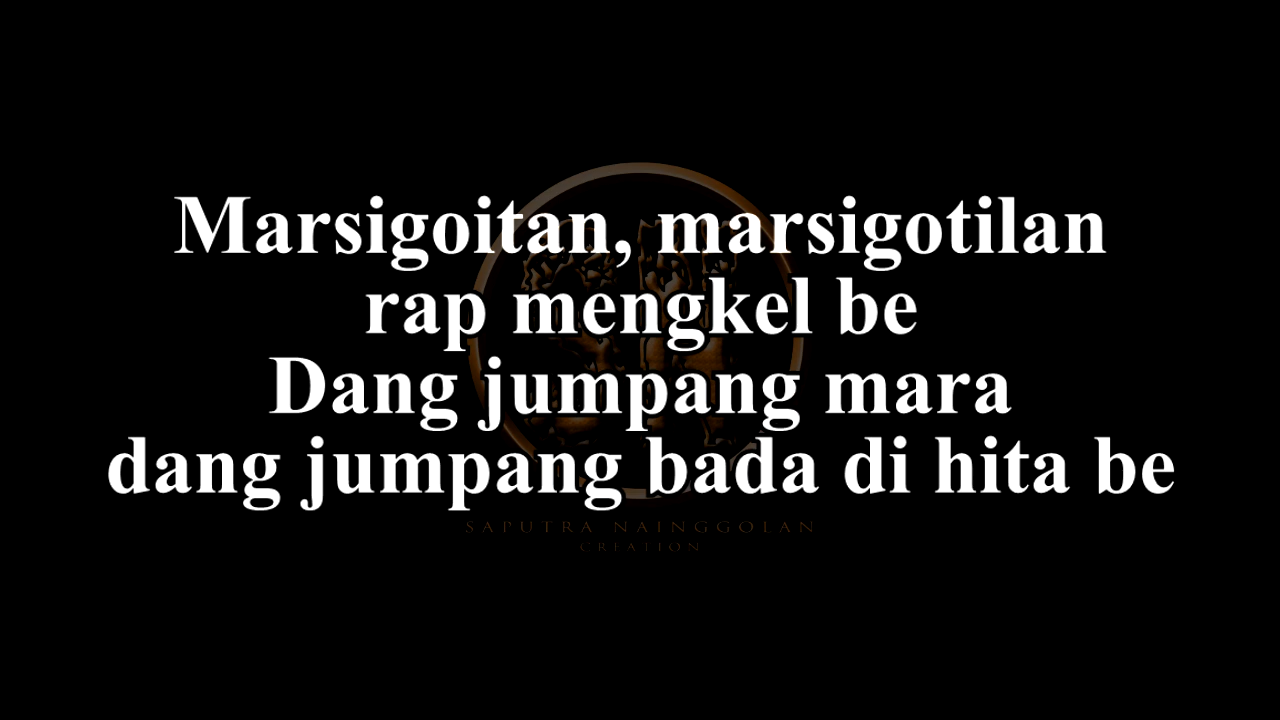 Marsigoitan, marsigotilan
rap mengkel be
Dang jumpang mara
dang jumpang bada di hita be
SAPUTRA NAINGGOLAN
CREATION